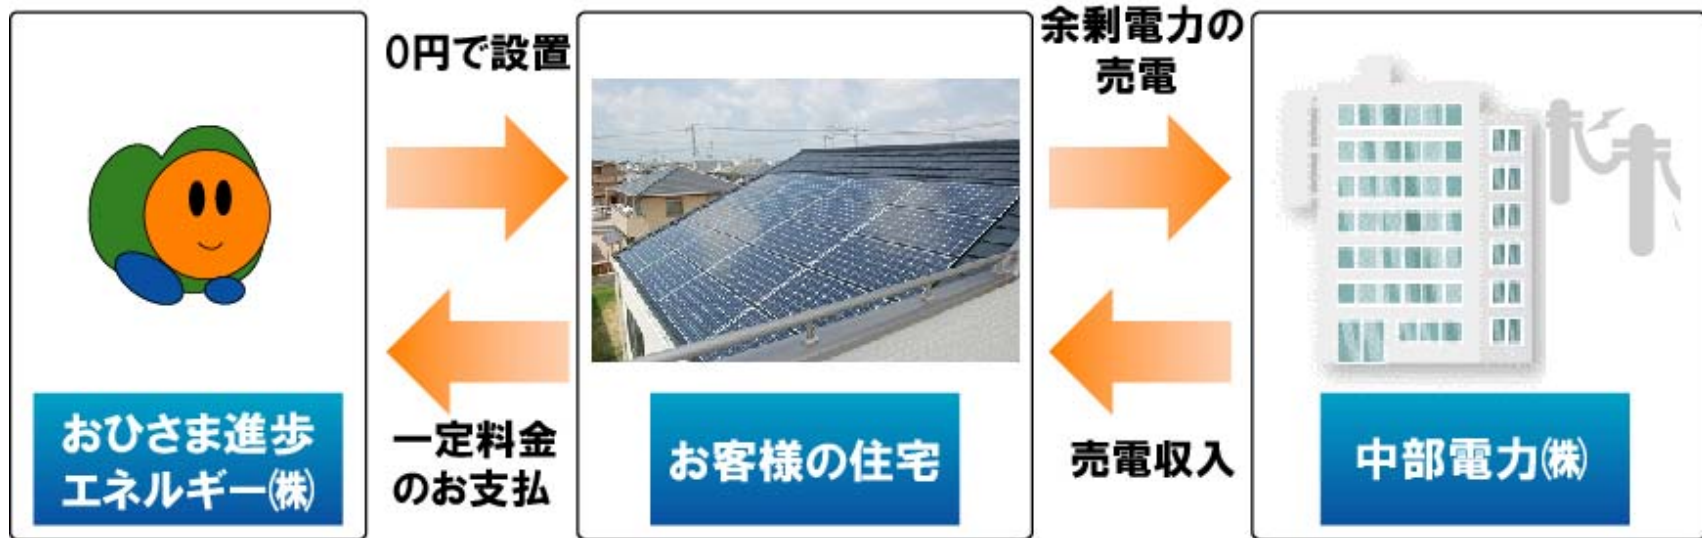 0円で設置
余剰電力の
売電
おひさま進歩
エネルギー㈱
一定料金
のお支払
お客様の住宅
売電収入
中部電力㈱